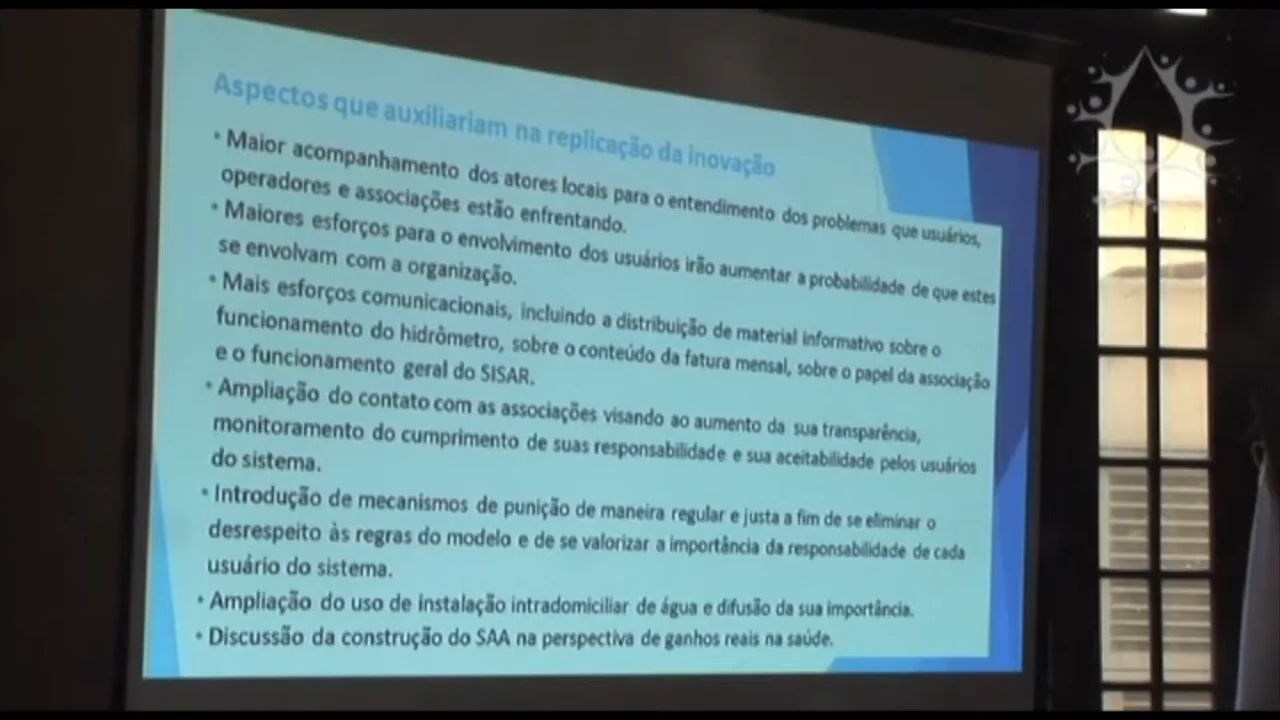 Aspectos que auxiliariam na replicação da inovação
• Maior acompanhamento dos atores locais para o entendimento dos problemas que usuários,
operadores e associações estão enfrentando.
• Maiores esforços para o envolvimento dos usuários irão aumentar a probabilidade de que estes
se envolvam com a organização.
• Mais esforços comunicacionais, incluindo a distribuição de material informativo sobre o
funcionamento do hidrômetro, sobre o conteúdo da fatura mensal, sobre o papel da associação
e o funcionamento geral do SISAR.
• Ampliação do contato com as associações visando ao aumento da sua transparência,
monitoramento do cumprimento de suas responsabilidade e sua aceitabilidade pelos usuários
do sistema.
• Introdução de mecanismos de punição de maneira regular e justa a fim de se eliminar o
desrespeito às regras do modelo e de se valorizar a importância da responsabilidade de cada
usuário do sistema.
• Ampliação do uso de instalação intradomiciliar de água e difusão da sua importância.
• Discussão da construção do SAA na perspectiva de ganhos reais na saúde.